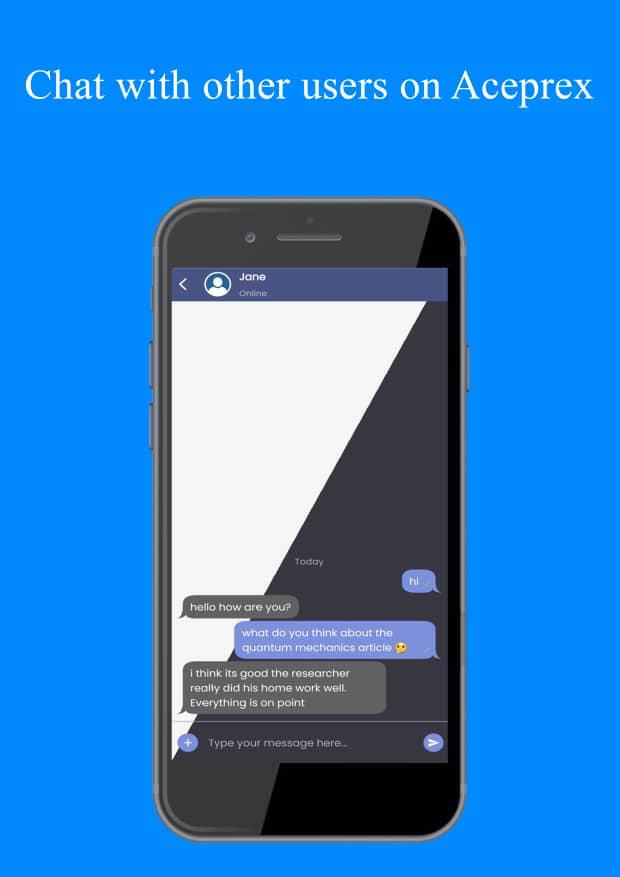 Chat with other users on Aceprex
Jane
Online
Today
hi
hello how are you?
what do you think about the
quantum mechanics article 🤔
i think its good the researcher
really did his home work well.
Everything is on point
Type your message here...